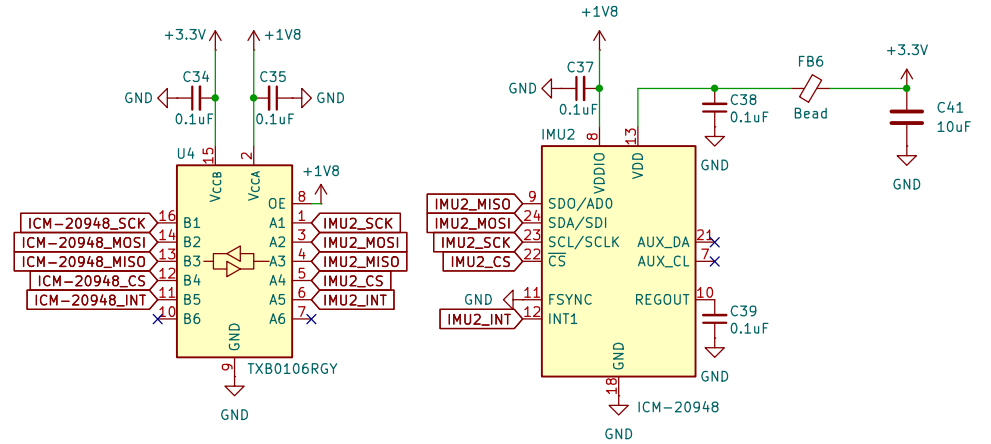 +3.3V
+1V8
C34
C35
GND
GND
0.1uF
0.1uF
U4
15
2
VCCB
VCCA
+1V8
OE
8
ICM-20948_SCK
16
B1
A1
1
IMU2_SCK
ICM-20948_MOSI
14
B2
A2
3
IMU2_MOSI
ICM-20948_MISO
13
B3
A3
4
IMU2_MISO
ICM-20948_CS
12
B4
A4
5
IMU2_CS
ICM-20948_INT
11
B5
A5
6
IMU2_INT
10
B6
A6
7
GND
9
TXB0106RGY
GND
+1V8
C37
GND
0.1uF
IMU2
8
13
VDDIO
VDD
C38
0.1uF
GND
FB6
Bead
+3.3V
C41
10uF
GND
IMU2_MISO
9
SDO/AD0
IMU2_MOSI
24
SDA/SDI
IMU2_SCK
23
SCL/SCLK
AUX_DA
21
IMU2_CS
22
CS
AUX_CL
7
GND
11
FSYNC
REGOUT
10
IMU2_INT
12
INT1
C39
0.1uF
GND
GND
18
ICM-20948
GND